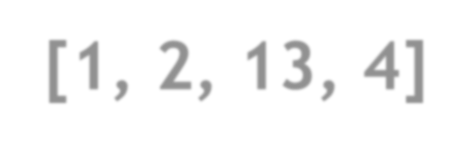 [1, 2, 13, 4]